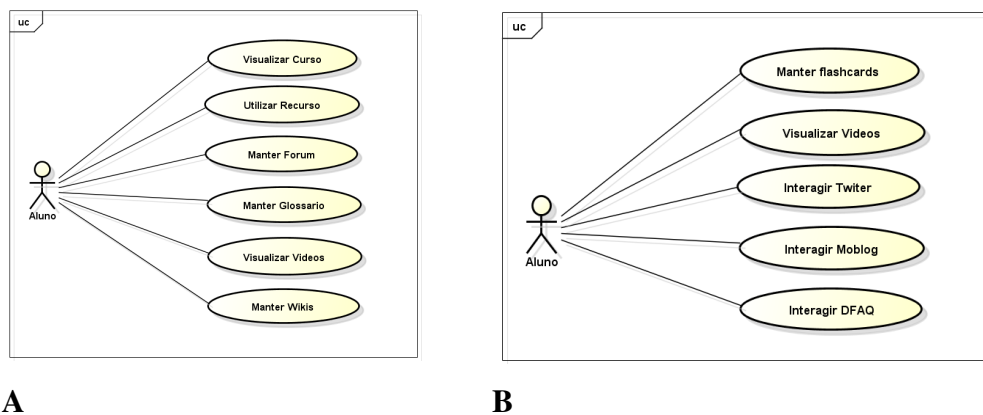 uc
Visualizar Curso
Utilizar Recurso
Manter Forum
Manter Glossario
Visualizar Videos
Manter Wikis
Aluno
A
uc
Manter flashcards
Visualizar Videos
Interagir Twiter
Interagir Moblog
Interagir DFAQ
Aluno
B